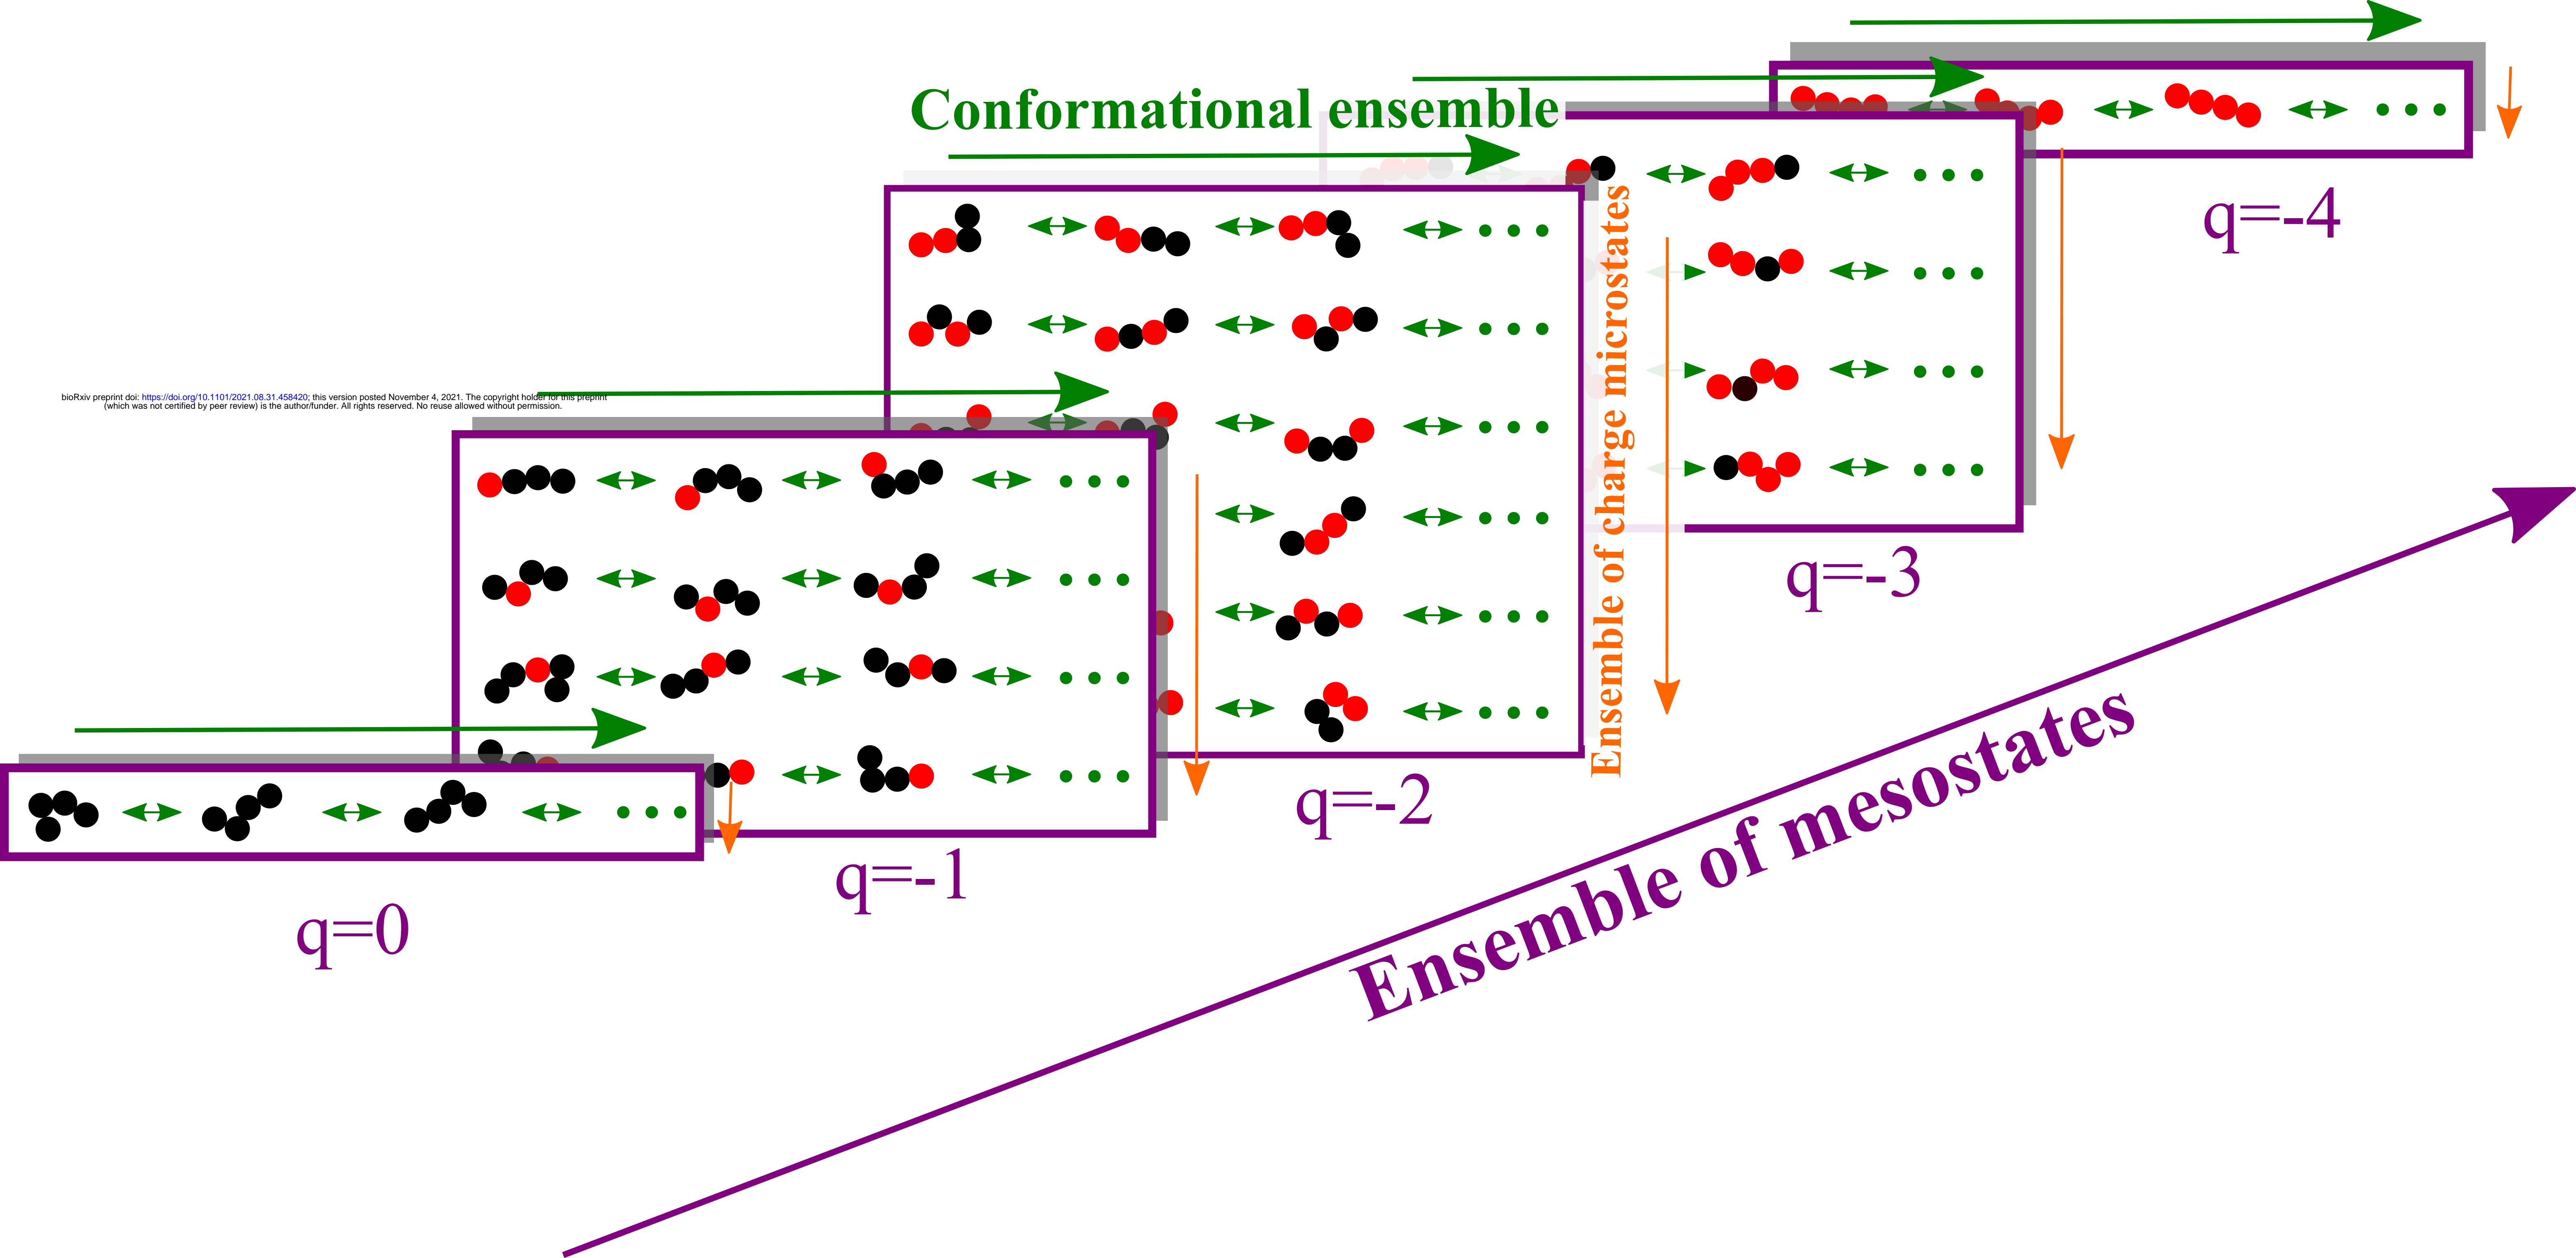 Conformational ensemble
q=-4
Ensemble of charge microstates
bioRxiv preprint doi: https://doi.org/10.1101/2021.08.31.458420; this version posted November 4, 2021. The copyright holder for this preprint
(which was not certified by peer review) is the author/funder. All rights reserved. No reuse allowed without permission.
q=-3
q=-2
q=-1
q=0
Ensemble of mesostates